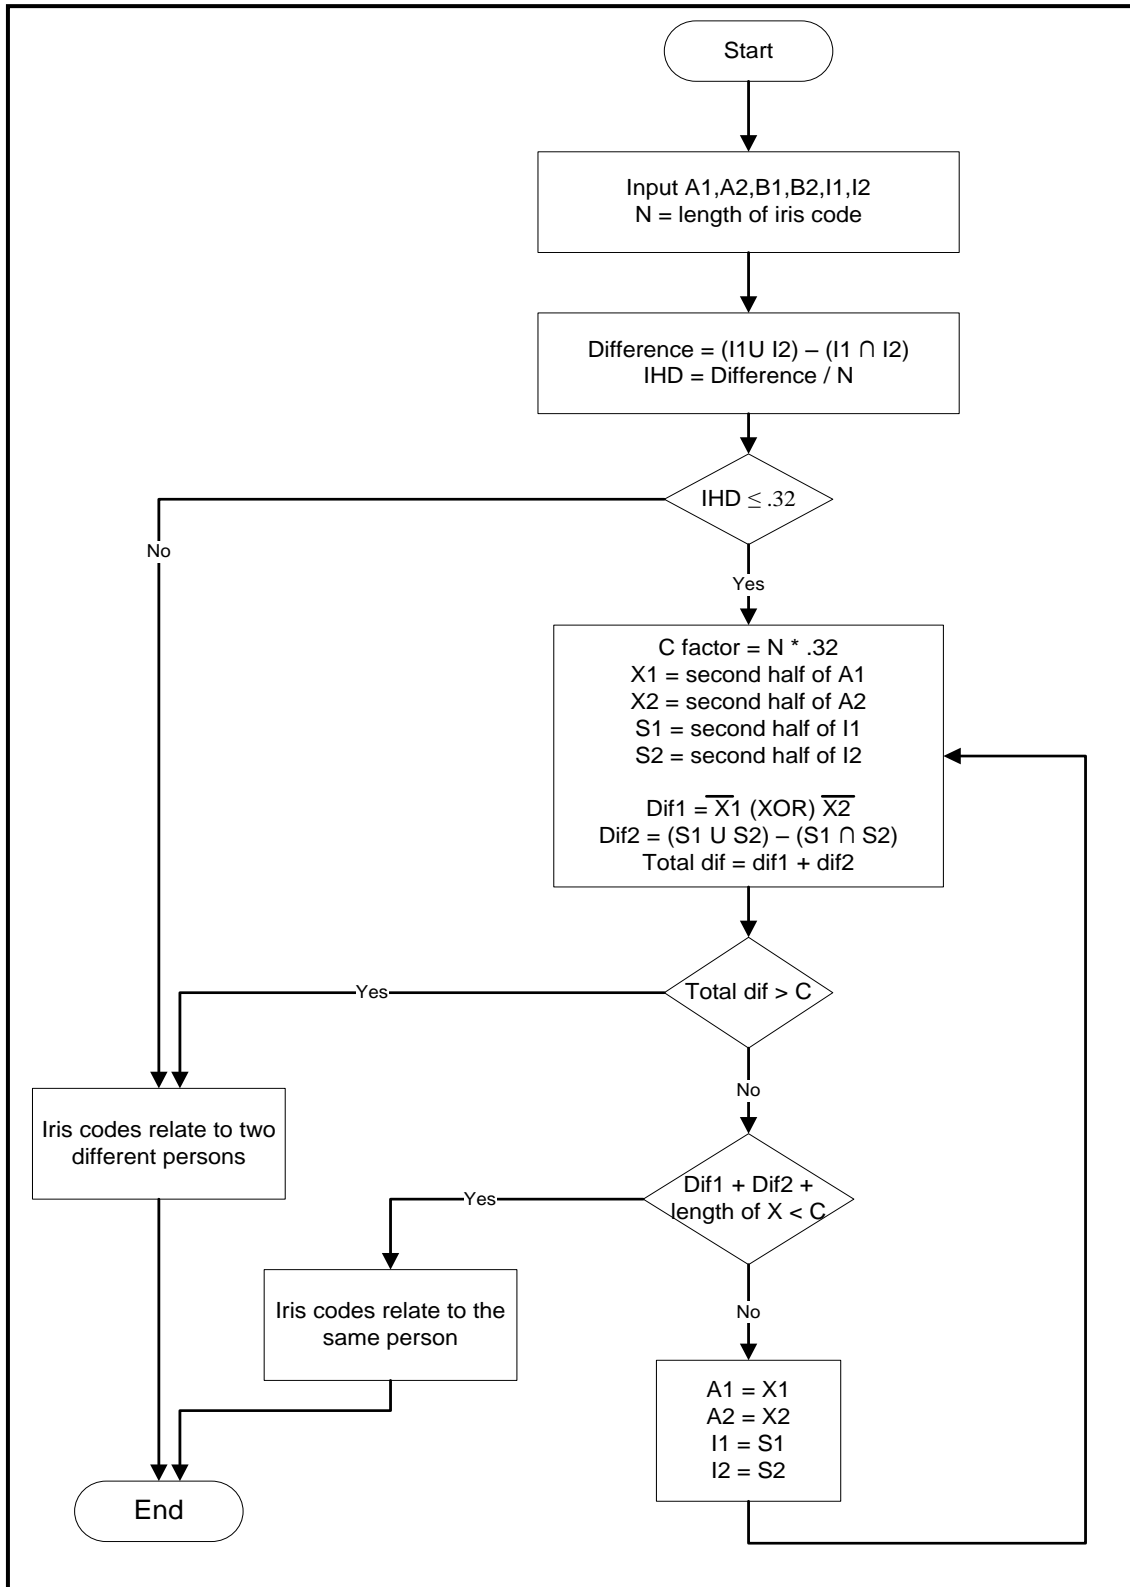 Start
Input A1,A2,B1,B2,I1,I2
N = length of iris code
Difference = (I1U I2) – (I1 ∩ I2)
IHD = Difference / N
IHD ≤ .32
No
Yes
C factor = N * .32
X1 = second half of A1
X2 = second half of A2
S1 = second half of I1
S2 = second half of I2
Dif1 = X̅1 (XOR) X̅2̅
Dif2 = (S1 U S2) – (S1 ∩ S2)
Total dif = dif1 + dif2
Total dif > C
Yes
No
Iris codes relate to two
different persons
Dif1 + Dif2 +
length of X < C
Yes
No
Iris codes relate to the
same person
A1 = X1
A2 = X2
I1 = S1
I2 = S2
End